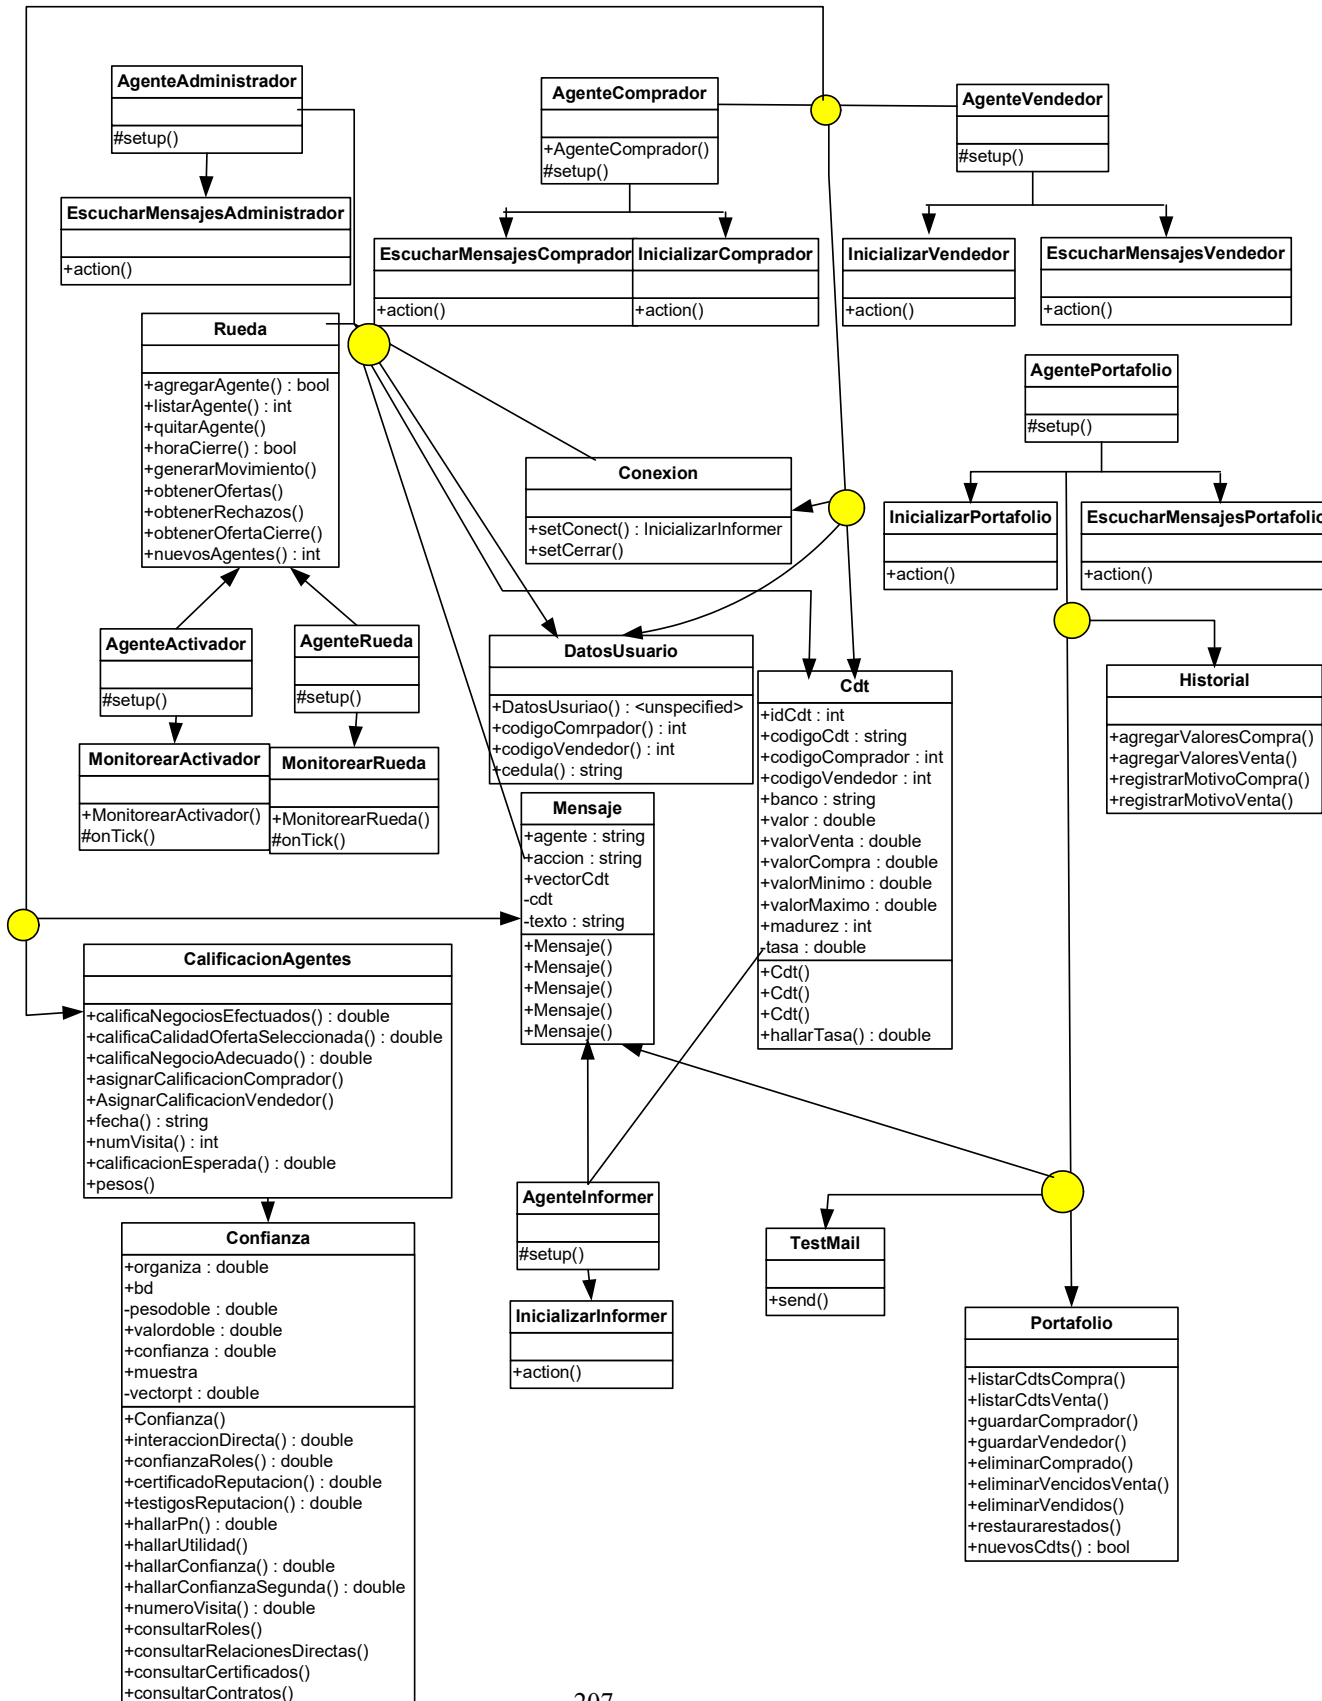 AgenteAdministrador
#setup()
AgenteComprador
+AgenteComprador()
#setup()
AgenteVendedor
#setup()
EscucharMensajesAdministrador
+action()
EscucharMensajesComprador
+action()
InicializarComprador
+action()
InicializarVendedor
+action()
EscucharMensajesVendedor
+action()
Rueda
+agregarAgente() : bool
+listarAgente() : int
+quitarAgente()
+horaCierre() : bool
+generarMovimiento()
+obtenerOfertas()
+obtenerRechazos()
+obtenerOfertaCierre()
+nuevosAgentes() : int
AgentePortafolio
#setup()
Conexion
+setConect() : InicializarInformer
+setCerrar()
InicializarPortafolio
+action()
EscucharMensajesPortafolio
+action()
AgenteActivador
#setup()
AgenteRueda
#setup()
DatosUsuario
+DatosUsuriao() : <unspecified>
+codigoComrpador() : int
+codigoVendedor() : int
+cedula() : string
Cdt
+idCdt : int
+codigoCdt : string
+codigoComprador : int
+codigoVendedor : int
+banco : string
+valor : double
+valorVenta : double
+valorCompra : double
+valorMinimo : double
+valorMaximo : double
+madurez : int
-tasa : double
+Cdt()
+Cdt()
+Cdt()
+hallarTasa() : double
Historial
+agregarValoresCompra()
+agregarValoresVenta()
+registrarMotivoCompra()
+registrarMotivoVenta()
MonitorearActivador
+MonitorearActivador()
#onTick()
MonitorearRueda
+MonitorearRueda()
#onTick()
Mensaje
+agente : string
+accion : string
+vectorCdt
-cdt
-texto : string
+Mensaje()
+Mensaje()
+Mensaje()
+Mensaje()
+Mensaje()
CalificacionAgentes
+calificaNegociosEfectuados() : double
+calificaCalidadOfertaSeleccionada() : double
+calificaNegocioAdecuado() : double
+asignarCalificacionComprador()
+AsignarCalificacionVendedor()
+fecha() : string
+numVisita() : int
+calificacionEsperada() : double
+pesos()
AgenteInformer
#setup()
InicializarInformer
+action()
TestMail
+send()
Confianza
+organiza : double
+bd
-pesodoble : double
+valordoble : double
+confianza : double
+muestra
-vectorpt : double
+Confianza()
+interaccionDirecta() : double
+confianzaRoles() : double
+certificadoReputacion() : double
+testigosReputacion() : double
+hallarPn() : double
+hallarUtilidad()
+hallarConfianza() : double
+hallarConfianzaSegunda() : double
+numeroVisita() : double
+consultarRoles()
+consultarRelacionesDirectas()
+consultarCertificados()
+consultarContratos()
Portafolio
+listarCdtsCompra()
+listarCdtsVenta()
+guardarComprador()
+guardarVendedor()
+eliminarComprado()
+eliminarVencidosVenta()
+eliminarVendidos()
+restaurarestados()
+nuevosCdts() : bool
207